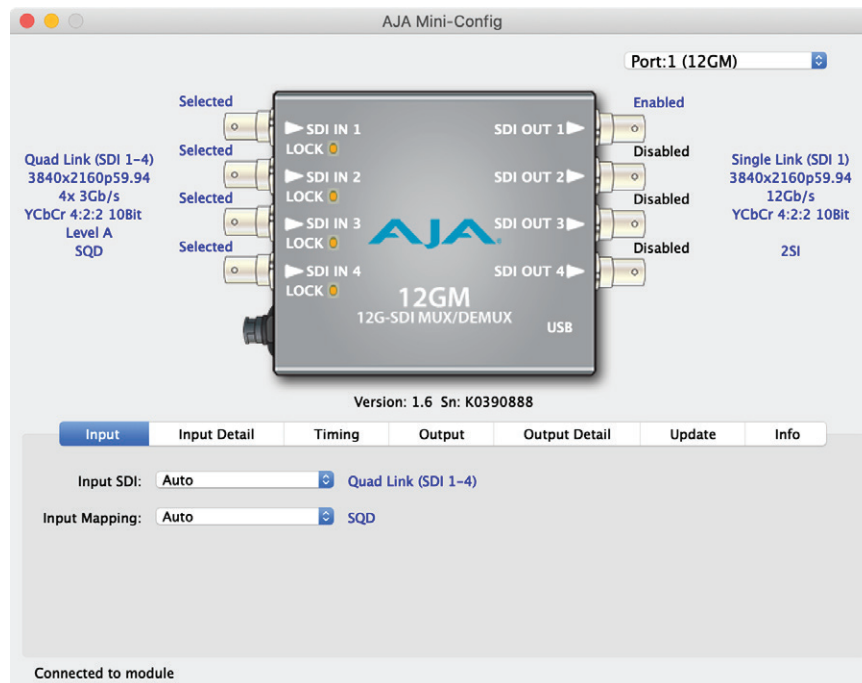 AJA Mini-Config
Port:1 (12GM)
Selected
Enabled
SDI IN 1
SDI OUT 1
LOCK
Selected
Disabled
SDI IN 2
SDI OUT 2
LOCK
Selected
Disabled
SDI IN 3
SDI OUT 3
LOCK
Selected
Disabled
SDI IN 4
SDI OUT 4
LOCK
Quad Link (SDI 1-4)
3840x2160p59.94
4x 3Gb/s
YCbCr 4:2:2 10Bit
Level A
SQD
Single Link (SDI 1)
3840x2160p59.94
12Gb/s
YCbCr 4:2:2 10Bit
2SI
AJA
12GM
12G-SDI MUX/DEMUX
USB
Version: 1.6 Sn: K0390888
Input Input Detail Timing Output Output Detail Update Info
Input SDI: Auto Quad Link (SDI 1-4)
Input Mapping: Auto SQD
Connected to module